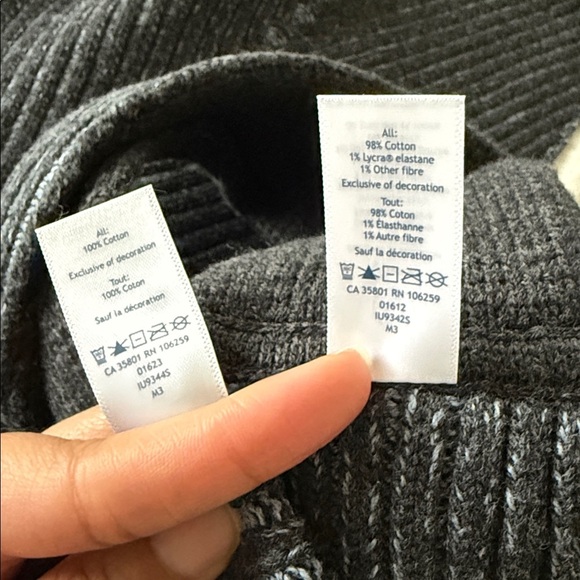 All:
100% Cotton
Exclusive of decoration
Tout:
100% Coton
Sauf la décoration
CA 35801 RN 106259
01623
IU9344S
M3
All:
98% Cotton
1% Lycra® elastane
1% Other fibre
Exclusive of decoration
Tout:
98% Coton
1% Élasthanne
1% Autre fibre
Sauf la décoration
CA 35801 RN 106259
01612
IU9342S
M3